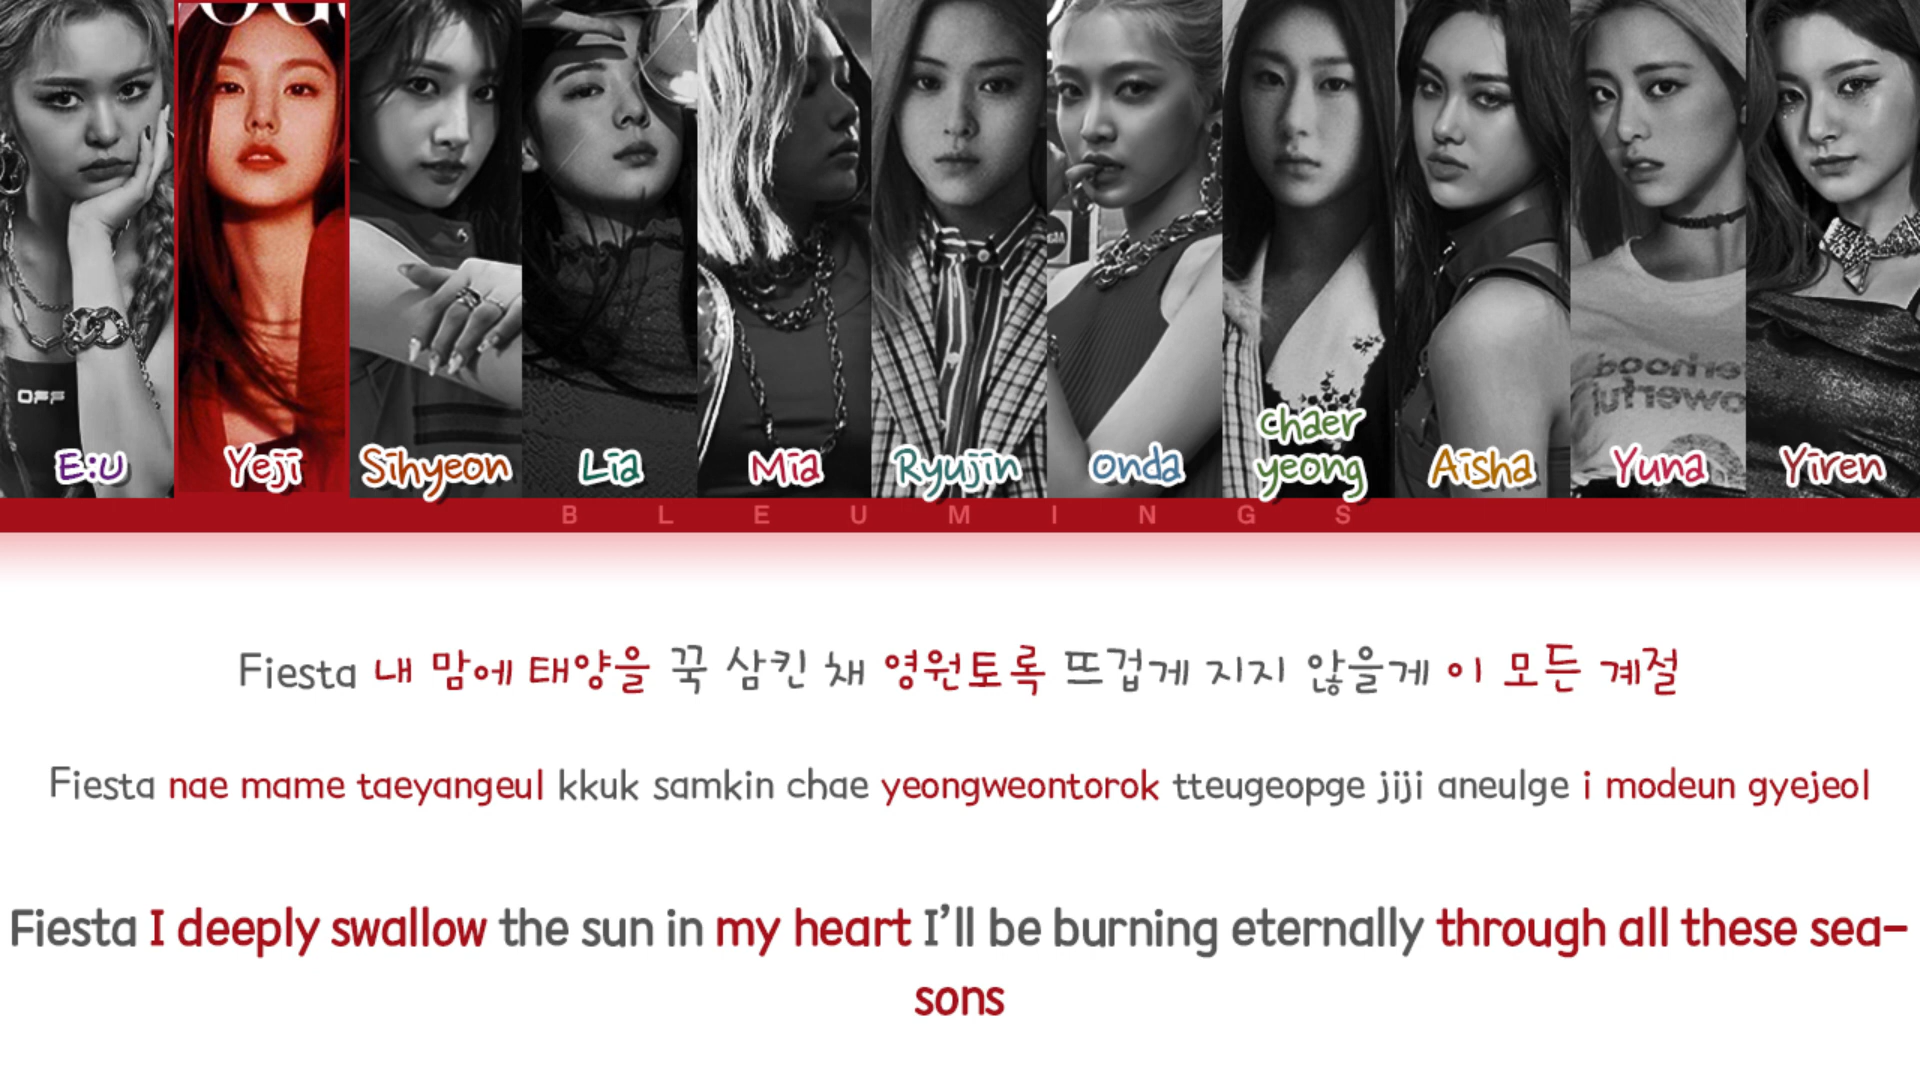 OFF
E:U
Yeji
Sihyeon
Lia
Mia
Ryujin
Onda
chaer
yeong
Aisha
Yuna
Yiren
BLEUMINGS
Fiesta 내 맘에 태양을 꾹 삼킨 채 영원토록 뜨겁게 지지 않을게 이 모든 계절
Fiesta nae mame taeyangeul kkuk samkin chae yeongweontorok tteugeopge jiji aneulge i modeun gyejeol
Fiesta I deeply swallow the sun in my heart I'll be burning eternally through all these sea-
sons